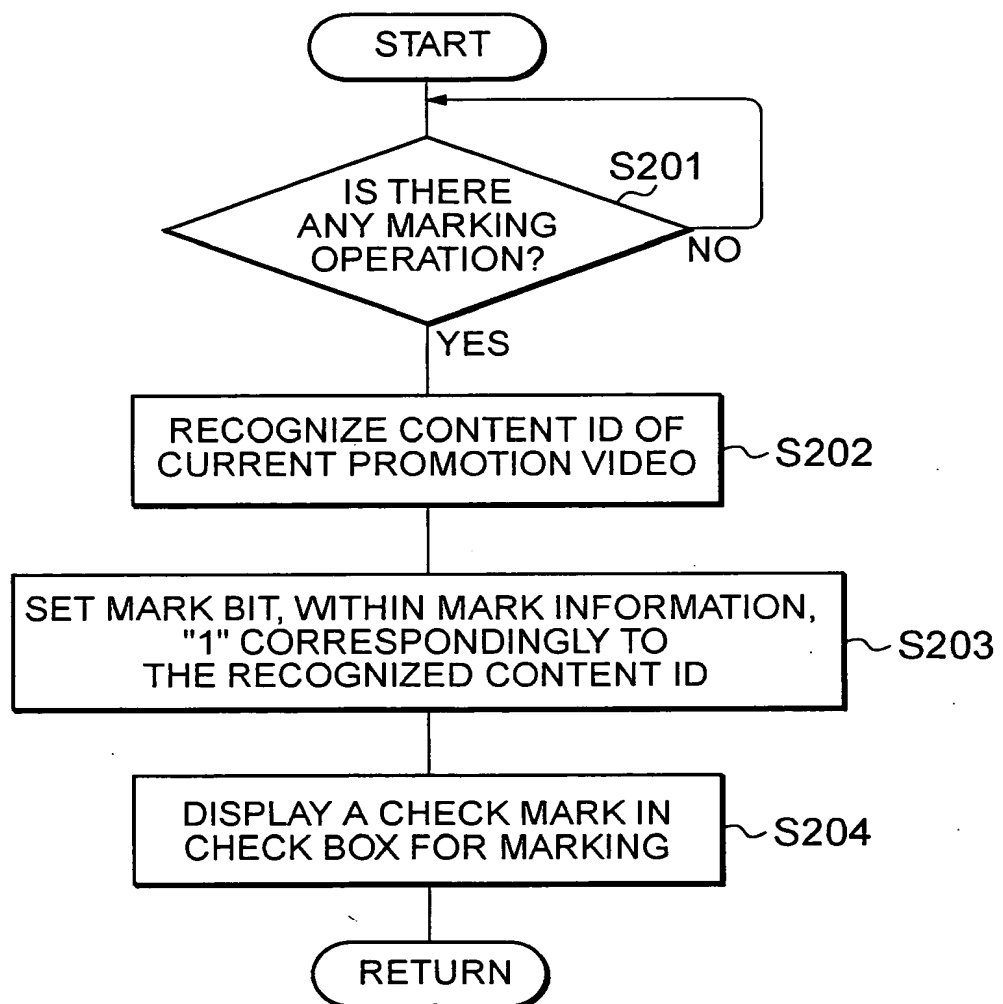 START
S201
IS THERE
ANY MARKING
OPERATION?
NO
YES
RECOGNIZE CONTENT ID OF
CURRENT PROMOTION VIDEO
S202
SET MARK BIT, WITHIN MARK INFORMATION,
"1" CORRESPONDINGLY TO
THE RECOGNIZED CONTENT ID
S203
DISPLAY A CHECK MARK IN
CHECK BOX FOR MARKING
S204
RETURN